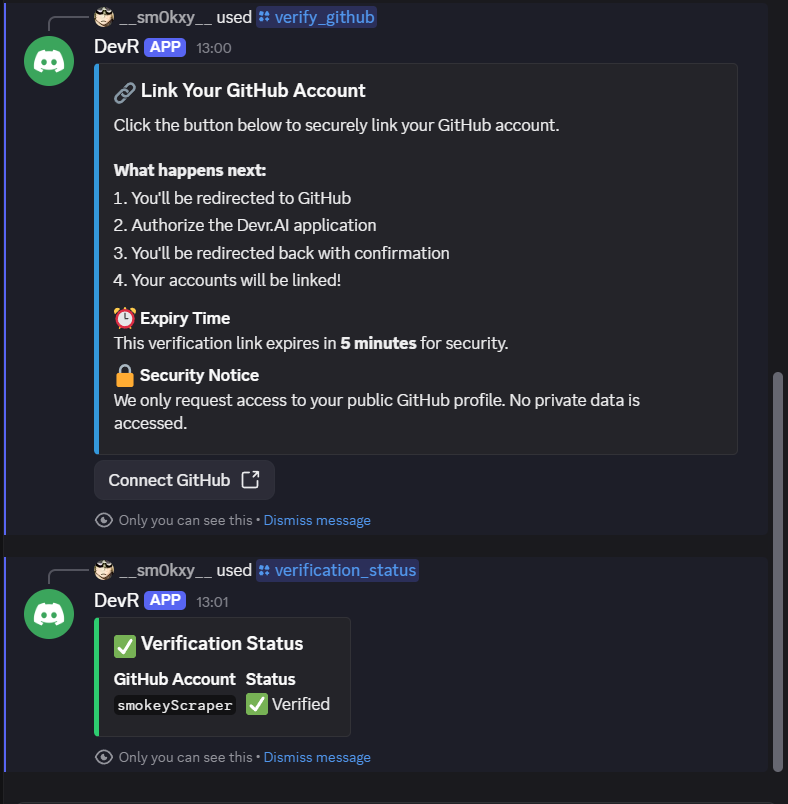 __sm0kxy__ used verify_github
DevR APP 13:00
Link Your GitHub Account
Click the button below to securely link your GitHub account.
What happens next:
1. You'll be redirected to GitHub
2. Authorize the Devr.AI application
3. You'll be redirected back with confirmation
4. Your accounts will be linked!
Expiry Time
This verification link expires in 5 minutes for security.
Security Notice
We only request access to your public GitHub profile. No private data is
accessed.
Connect GitHub
Only you can see this • Dismiss message
__sm0kxy__ used verification_status
DevR APP 13:01
Verification Status
GitHub Account Status
smokeyScraper Verified
Only you can see this • Dismiss message